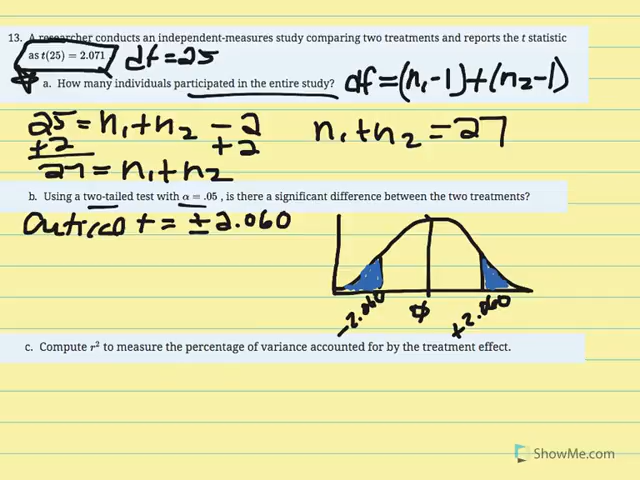 13. A researcher conducts an independent-measures study comparing two treatments and reports the t statistic
as t(25) = 2.071 df=25
a. How many individuals participated in the entire study? df=(n₁-1)+(n₂-1)
25=n₁+n₂-2 n₁+n₂=27
+2 +2
27=n₁+n₂
b. Using a two-tailed test with α = .05 , is there a significant difference between the two treatments?
t = ±2.060
-2.060 +2.060
c. Compute r² to measure the percentage of variance accounted for by the treatment effect.
ShowMe.com